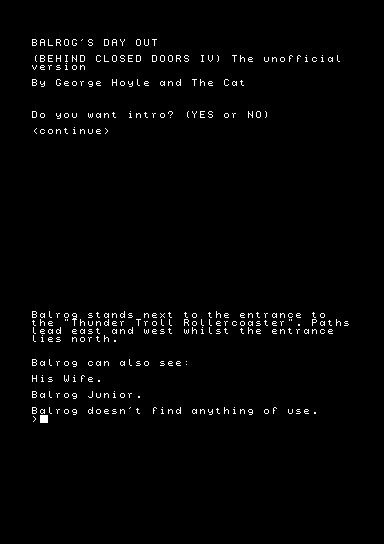 BALROG'S DAY OUT
(BEHIND CLOSED DOORS IV) The unofficial
version
By George Hoyle and The Cat
Do you want intro? (YES or NO)
<continue>
Balrog stands next to the entrance to
the "Thunder Troll Rollercoaster". Paths
lead east and west whilst the entrance
lies north.
Balrog can also see:
His Wife.
Balrog Junior.
Balrog doesn't find anything of use.
>